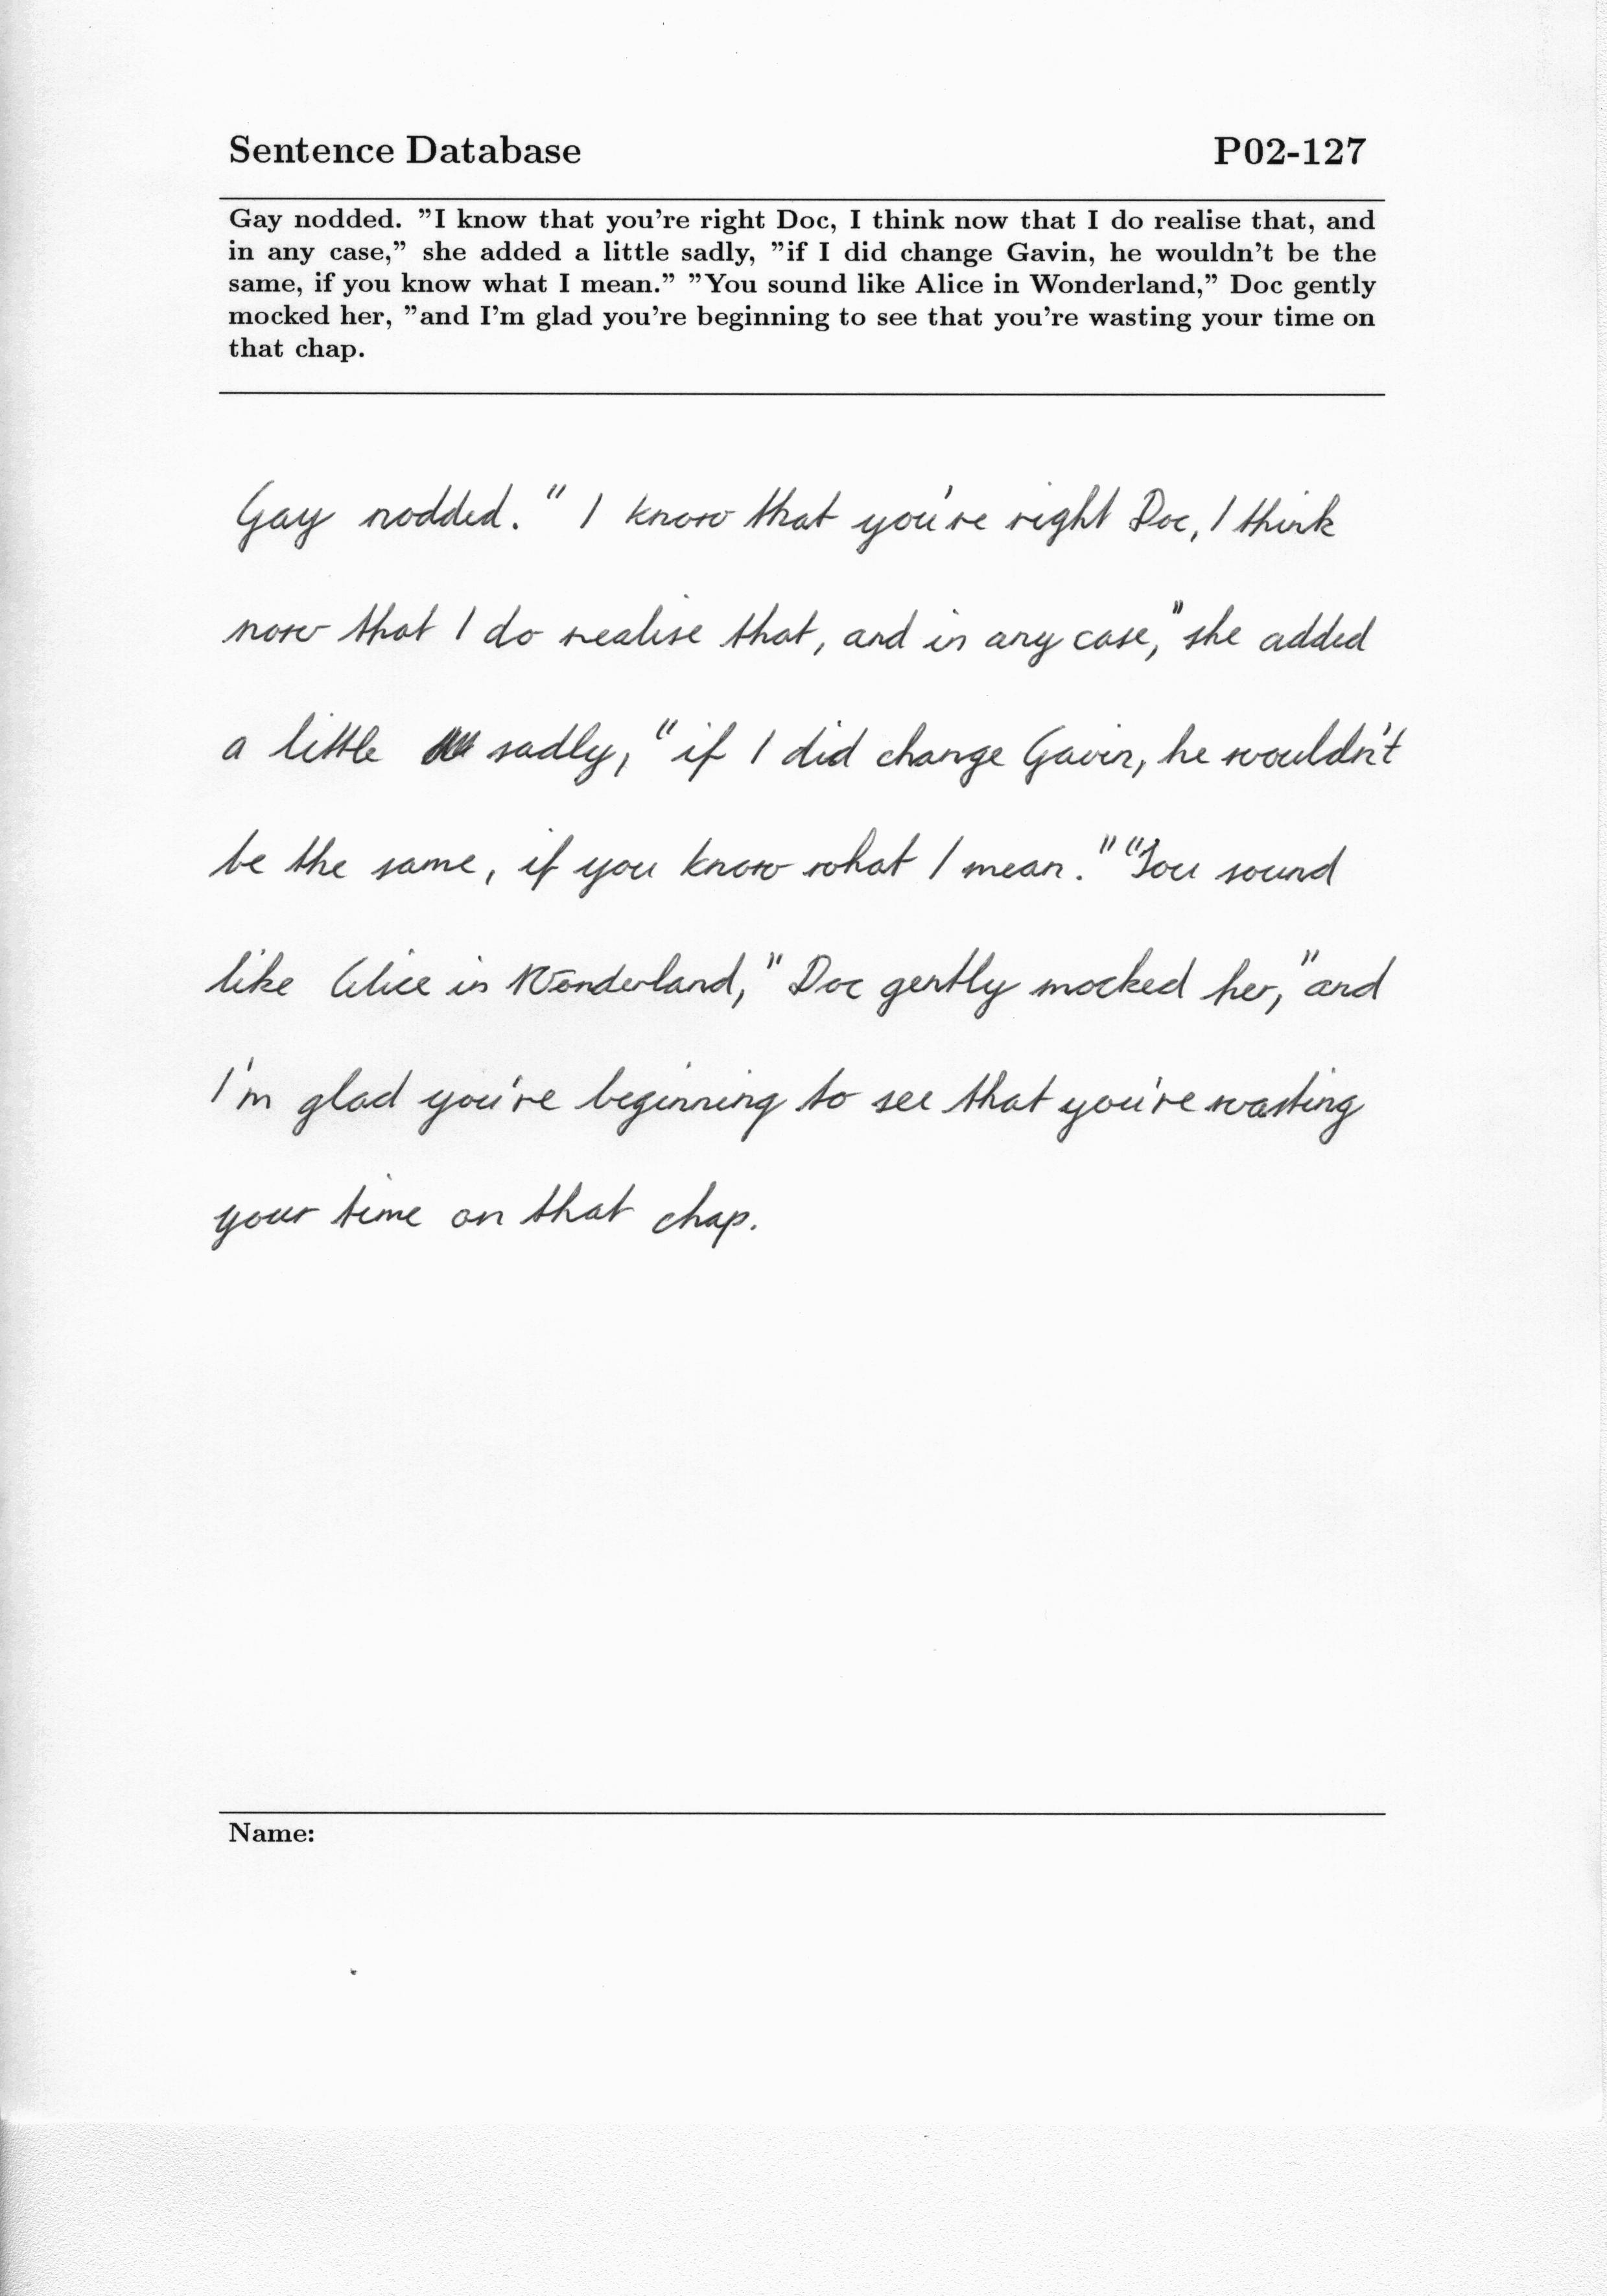 Sentence Database P02-127
Gay nodded. "I know that you're right Doc, I think now that I do realise that, and
in any case," she added a little sadly, "if I did change Gavin, he wouldn't be the
same, if you know what I mean." "You sound like Alice in Wonderland," Doc gently
mocked her, "and I'm glad you're beginning to see that you're wasting your time on
that chap.
Gay nodded. " I know that you're right Doc, I think
now that I do realise that, and in any case," she added
a little sadly, "if I did change Gavin, he wouldn't
be the same, if you know what I mean." "You sound
like Alice in Wonderland," Doc gently mocked her, "and
I'm glad you're beginning to see that you're wasting
your time on that chap.
Name: